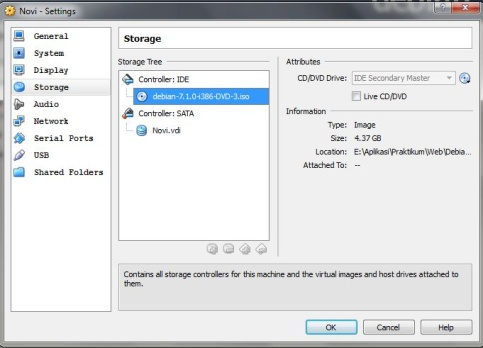 Novi - Settings
General
System
Display
Storage
Audio
Network
Serial Ports
USB
Shared Folders
Storage
Storage Tree
Controller: IDE
debian-7.1.0-i386-DVD-3.iso
Controller: SATA
Novi.vdi
Attributes
CD/DVD Drive: IDE Secondary Master
Live CD/DVD
Information
Type: Image
Size: 4.37 GB
Location: E:\Aplikasi\Praktikum\Web\Debia...
Attached To: --
Contains all storage controllers for this machine and the virtual images and host drives attached to
them.
OK Cancel Help